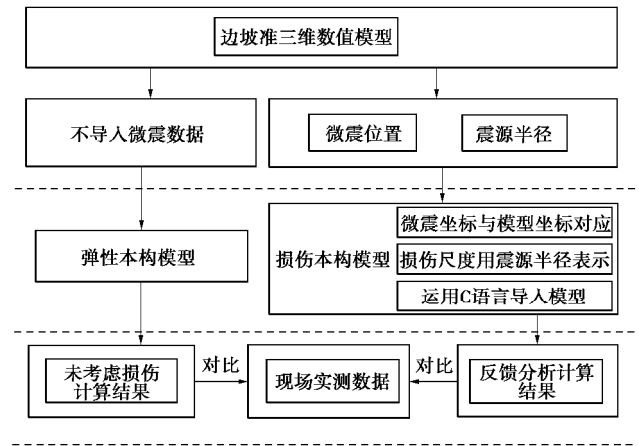 边坡准三维数值模型
不导入微震数据
微震位置
震源半径
弹性本构模型
损伤本构模型
微震坐标与模型坐标对应
损伤尺度用震源半径表示
运用C语言导入模型
未考虑损伤
计算结果
对比
现场实测数据
对比
反馈分析计算
结果